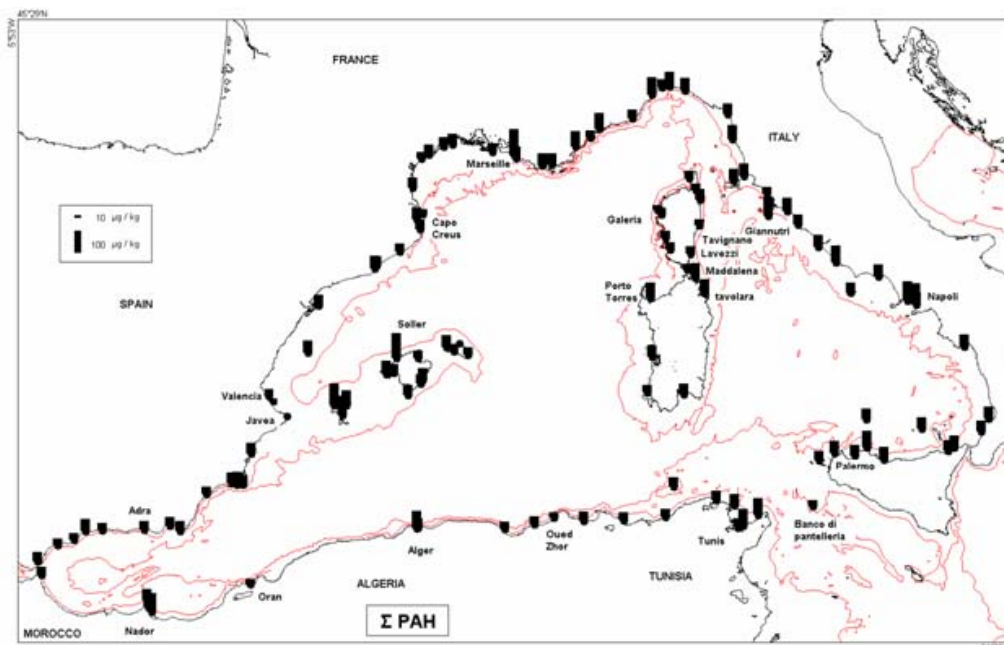 45°29N
5°53'W
FRANCE
ITALY
Marseille
10 µg / kg
100 µg / kg
Capo
Creus
Galeria
Giannutri
Tavignano
Lavezzi
Maddalena
Porto
Torres
tavolara
Napoli
SPAIN
Soller
Valencia
Javea
Palermo
Adra
Alger
Oued
Zhor
Tunis
Banco di
pantelleria
ALGERIA
TUNISIA
Oran
Σ PAH
Nador
MOROCCO